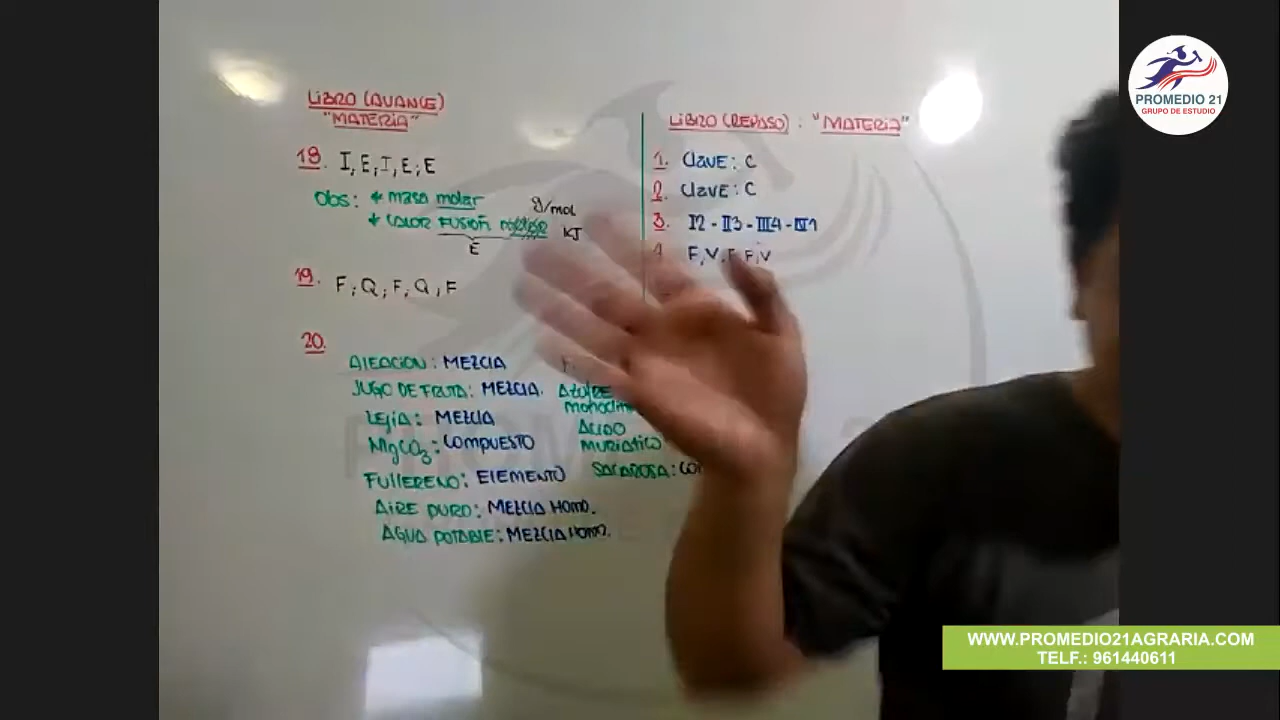 LIBRO (AVANCE)
"MATERIA"
18. I, E, I, E, E
Obs: * masa molar g/mol
* CALOR FUSIÓN KJ
E
19. F, Q, F, Q, F
20.
ALEACION: MEZCLA
JUGO DE FRUTA: MEZCLA.
LEJIA: MEZCLA
MgCO3: COMPUESTO
FULLERENO: ELEMENTO
AIRE PURO: MEZCLA HOMO.
AGUA POTABLE: MEZCLA HOMO.
ÁCIDO
MURIÁTICO
SACAROSA:
LIBRO (REPASO): "MATERIA"
1. Clave: C
2. Clave: C
3. I2 - II3 - III4 - IV1
F, V, F, F, V
PROMEDIO 21
GRUPO DE ESTUDIO
WWW.PROMEDIO21AGRARIA.COM
TELF.: 961440611